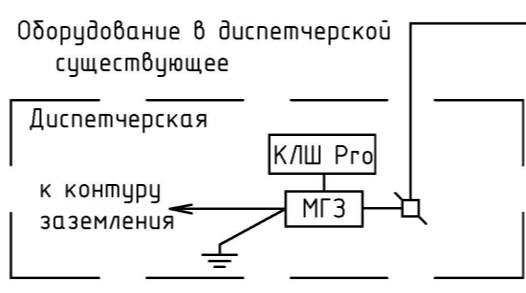 Оборудование в диспетчерской
существующее
Диспетчерская
КЛШ Pro
к контуру
заземления
МГЗ